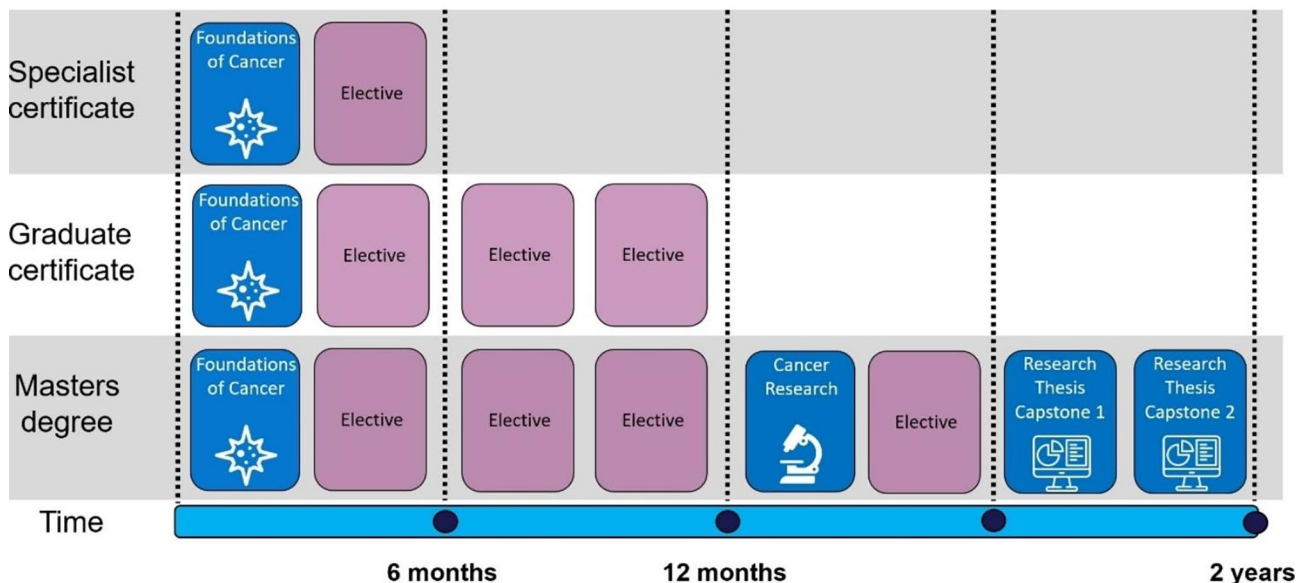 Specialist
certificate
Foundations
of Cancer
Elective
Graduate
certificate
Foundations
of Cancer
Elective
Elective
Elective
Masters
degree
Foundations
of Cancer
Elective
Elective
Elective
Cancer
Research
Elective
Research
Thesis
Capstone 1
Research
Thesis
Capstone 2
Time
6 months
12 months
2 years